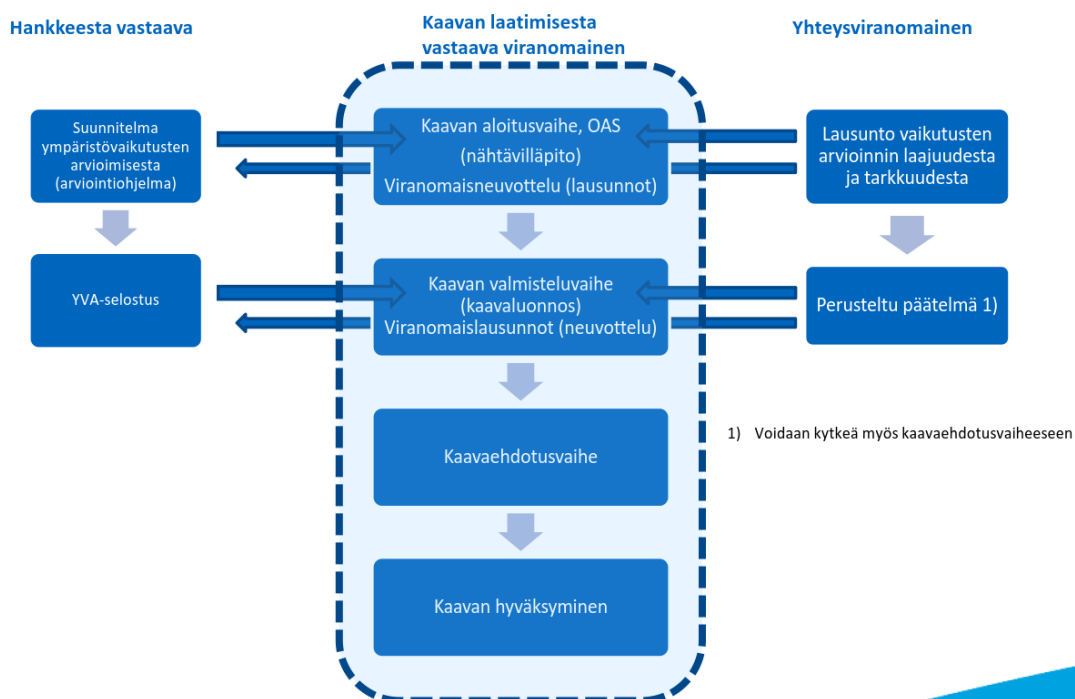 Hankkeesta vastaava
Kaavan laatimisesta
vastaava viranomainen
Yhteysviranomainen
Suunnitelma
ympäristövaikutusten
arvioimisesta
(arviointiohjelma)
Kaavan aloitusvaihe, OAS
(nähtävilläpito)
Viranomaisneuvottelu (lausunnot)
Lausunto vaikutusten
arvioinnin laajuudesta
ja tarkkuudesta
YVA-selostus
Kaavan valmisteluvaihe
(kaavaluonnos)
Viranomaislausunnot (neuvottelu)
Perusteltu päätelmä 1)
1) Voidaan kytkeä myös kaavaehdotusvaiheeseen
Kaavaehdotusvaihe
Kaavan hyväksyminen